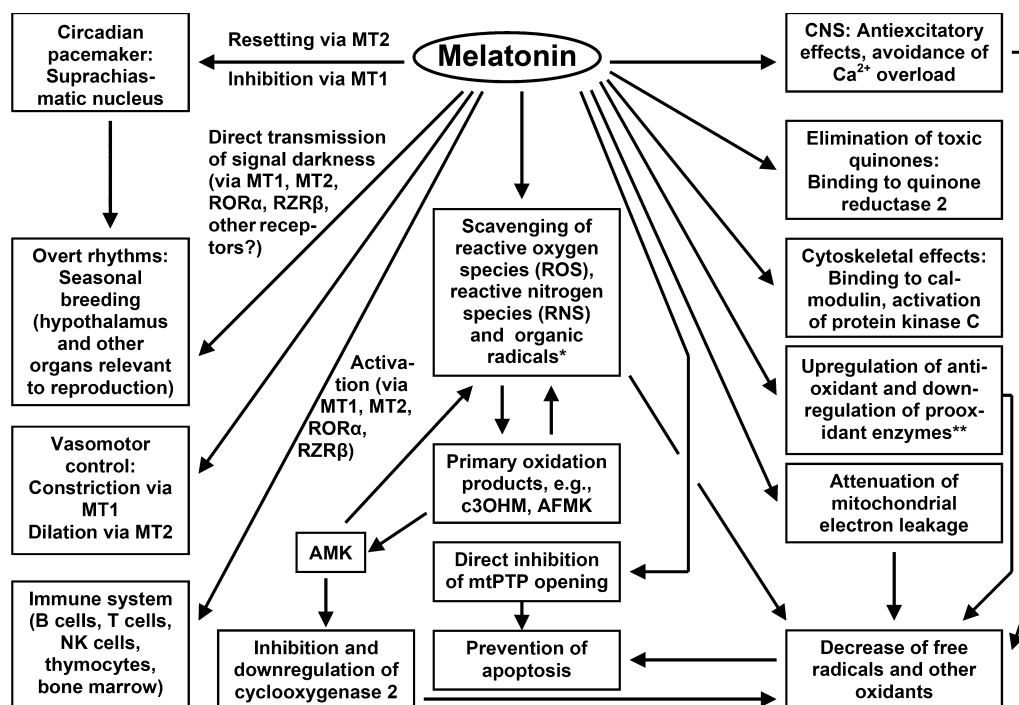 Circadian
pacemaker:
Suprachias-
matic nucleus
Resetting via MT2
Inhibition via MT1
Melatonin
CNS: Antiexcitatory
effects, avoidance of
Ca2+ overload
Direct transmission
of signal darkness
(via MT1, MT2,
RORα, RZRβ,
other recep-
tors?)
Elimination of toxic
quinones:
Binding to quinone
reductase 2
Scavenging of
reactive oxygen
species (ROS),
reactive nitrogen
species (RNS)
and organic
radicals*
Overt rhythms:
Seasonal
breeding
(hypothalamus
and other
organs relevant
to reproduction)
Cytoskeletal effects:
Binding to cal-
modulin, activation
of protein kinase C
Activa-
tion (via
MT1, MT2,
RORα,
RZRβ)
Upregulation of anti-
oxidant and down-
regulation of proox-
idant enzymes**
Vasomotor
control:
Constriction via
MT1
Dilation via MT2
Primary oxidation
products, e.g.,
c3OHM, AFMK
Attenuation of
mitochondrial
electron leakage
AMK
Direct inhibition
of mtPTP opening
Immune system
(B cells, T cells,
NK cells,
thymocytes,
bone marrow)
Inhibition and
downregulation of
cyclooxygenase 2
Prevention of
apoptosis
Decrease of free
radicals and other
oxidants